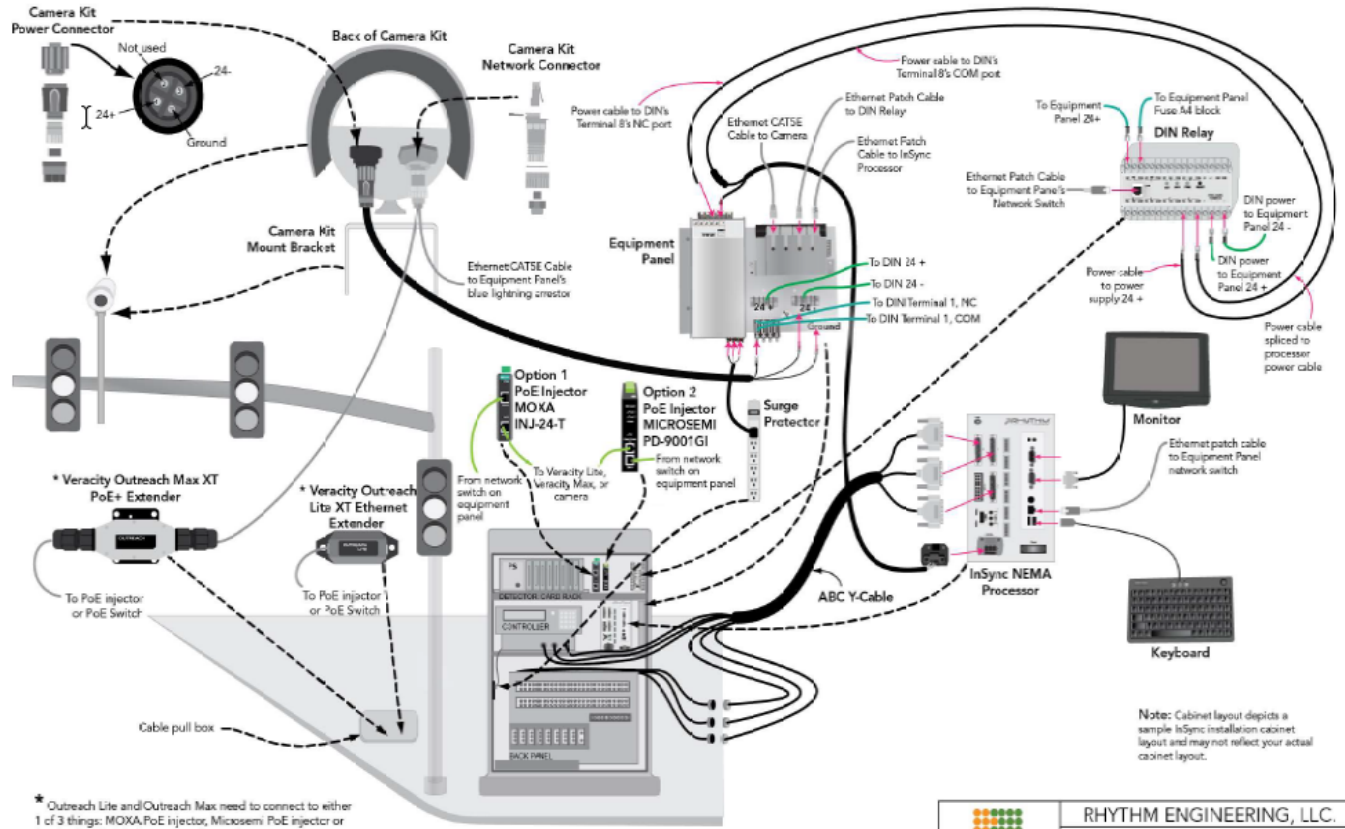 Camera Kit
Power Connector
Not used
24-
24+
Ground
Back of Camera Kit
Camera Kit
Network Connector
Power cable to DIN's
Terminal 8's NC port
Power cable to DIN's
Terminal 8's COM port
Ethernet Patch Cable
to DIN Relay
Ethernet CAT5E
Cable to Camera
Ethernet Patch
Cable to InSync
Processor
To Equipment
Panel 24+
To Equipment Panel
Fuse A4 block
DIN Relay
Ethernet Patch Cable
to Equipment Panel's
Network Switch
DIN power
to Equipment
Panel 24 -
DIN power
to Equipment
Panel 24 +
Power cable
to power
supply 24 +
Power cable
spliced to
processor
power cable
Camera Kit
Mount Bracket
Ethernet CAT5E Cable
to Equipment Panel's
blue lightning arrestor
Equipment
Panel
24 +
24 -
Ground
To DIN 24 +
To DIN 24 -
To DIN Terminal 1, NC
To DIN Terminal 1, COM
Option 1
PoE Injector
MOXA
INJ-24-T
Option 2
PoE Injector
MICROSEMI
PD-9001GI
Surge
Protector
From network
switch on
equipment
panel
To Veracity Lite,
Veracity Max, or
camera
From network
switch on
equipment panel
Monitor
Ethernet patch cable
to Equipment Panel
network switch
* Veracity Outreach Max XT
PoE+ Extender
OUTREACH
* Veracity Outreach
Lite XT Ethernet
Extender
To PoE injector
or PoE Switch
To PoE injector
or PoE Switch
RHYTHM
InSync NEMA
Processor
ABC Y-Cable
Keyboard
DETECTOR CARD RACK
CONTROLLER
BACK PANEL
Cable pull box
Note: Cabinet layout depicts a
sample InSync installation cabinet
layout and may not reflect your actual
cabinet layout.
* Outreach Lite and Outreach Max need to connect to either
1 of 3 things: MOXA PoE injector, Microsemi PoE injector or
RHYTHM ENGINEERING, LLC.